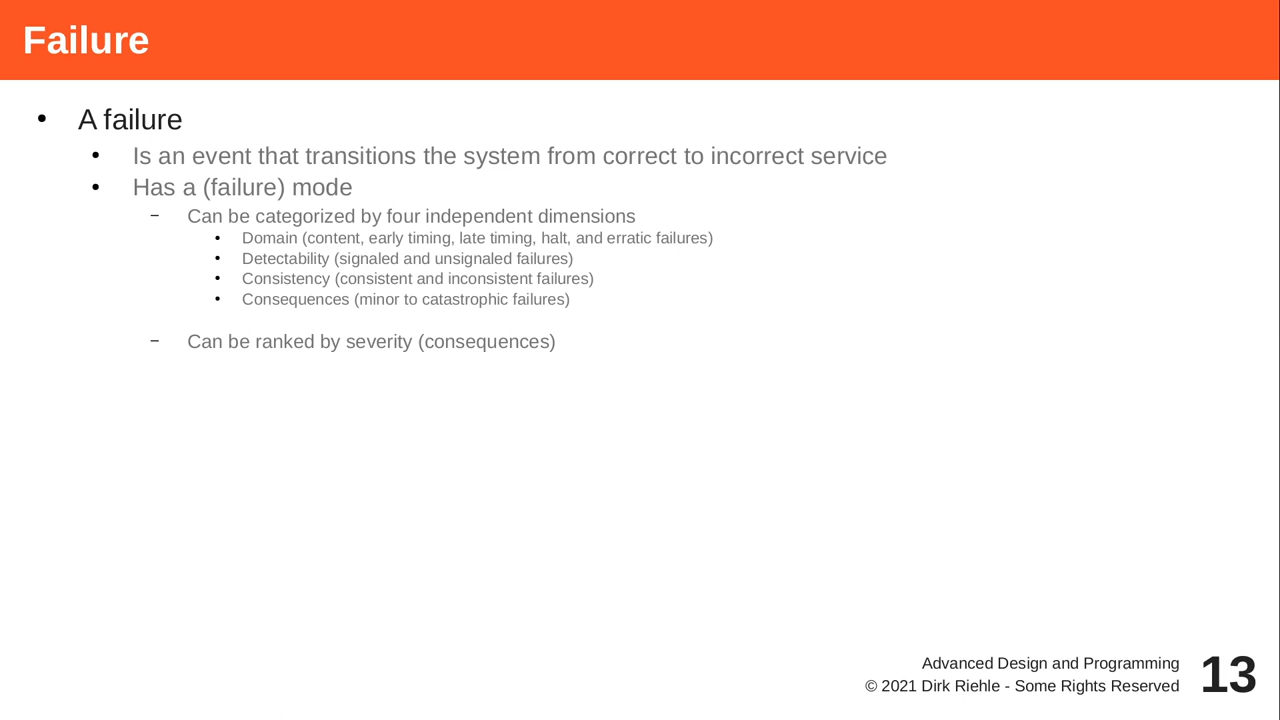 Failure
• A failure
• Is an event that transitions the system from correct to incorrect service
• Has a (failure) mode
– Can be categorized by four independent dimensions
• Domain (content, early timing, late timing, halt, and erratic failures)
• Detectability (signaled and unsignaled failures)
• Consistency (consistent and inconsistent failures)
• Consequences (minor to catastrophic failures)
– Can be ranked by severity (consequences)
Advanced Design and Programming
© 2021 Dirk Riehle - Some Rights Reserved
13